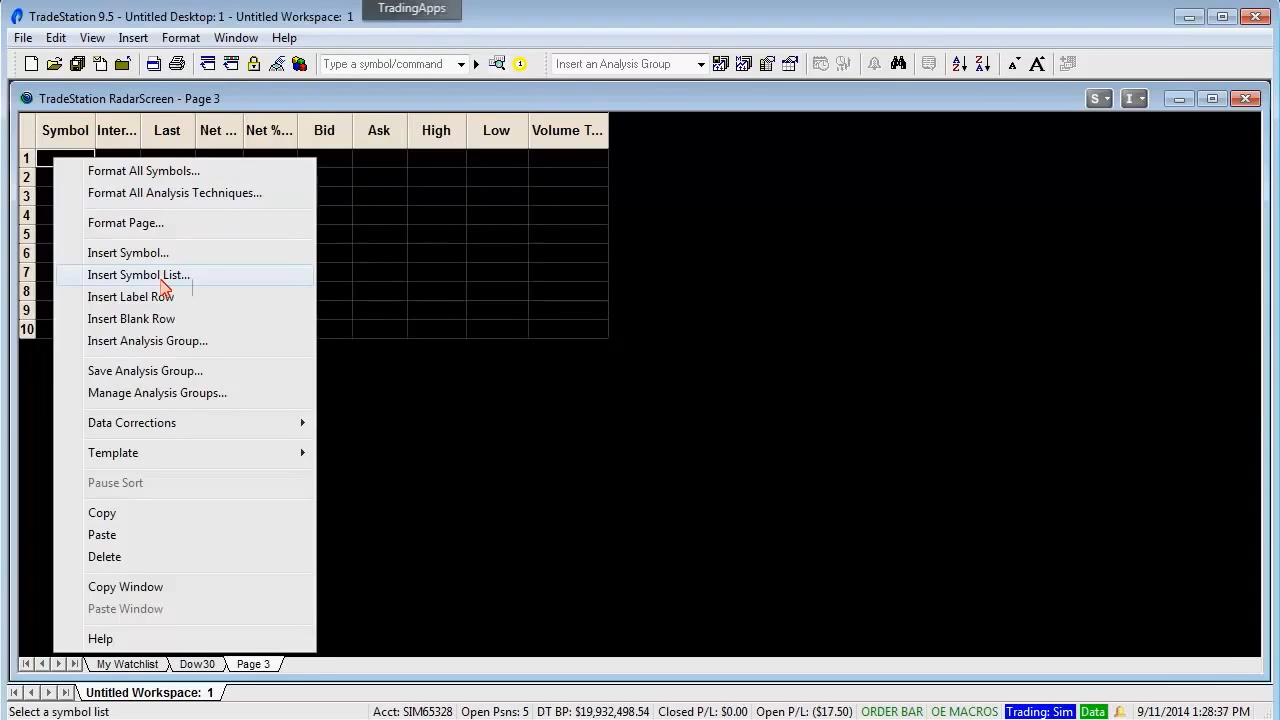 TradeStation 9.5 - Untitled Desktop: 1 - Untitled Workspace: 1
TradingApps
File Edit View Insert Format Window Help
Type a symbol/command
Insert an Analysis Group
TradeStation RadarScreen - Page 3
S I
Symbol Inter... Last Net ... Net %... Bid Ask High Low Volume T...
1
2
3
4
5
6
7
8
9
10
Format All Symbols...
Format All Analysis Techniques...
Format Page...
Insert Symbol...
Insert Symbol List...
Insert Label Row
Insert Blank Row
Insert Analysis Group...
Save Analysis Group...
Manage Analysis Groups...
Data Corrections
Template
Pause Sort
Copy
Paste
Delete
Copy Window
Paste Window
Help
My Watchlist Dow30 Page 3
Untitled Workspace: 1
Select a symbol list
Acct: SIM65328 Open Psns: 5 DT BP: $19,932,498.54 Closed P/L: $0.00 Open P/L: ($17.50) ORDER BAR OE MACROS Trading: Sim Data 9/11/2014 1:28:37 PM